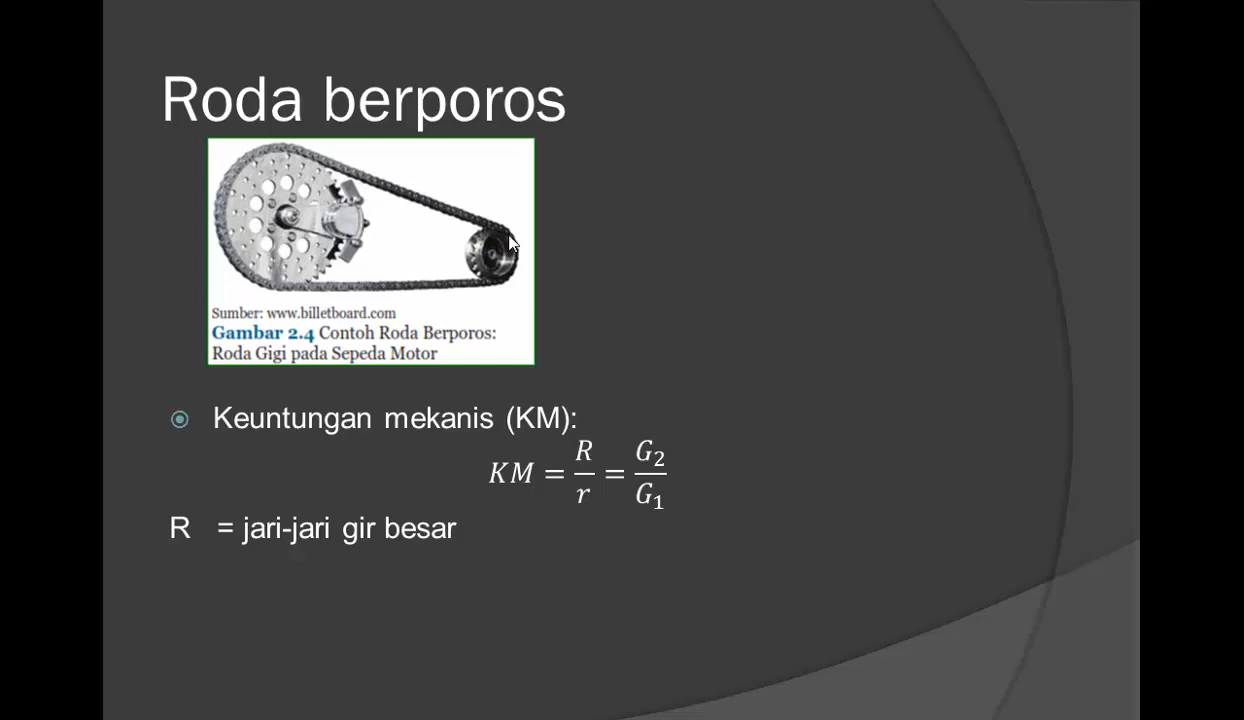 Roda berporos
Sumber: www.billetboard.com
Gambar 2.4 Contoh Roda Berporos:
Roda Gigi pada Sepeda Motor
Keuntungan mekanis (KM):
KM = R/r = G₂/G₁
R = jari-jari gir besar